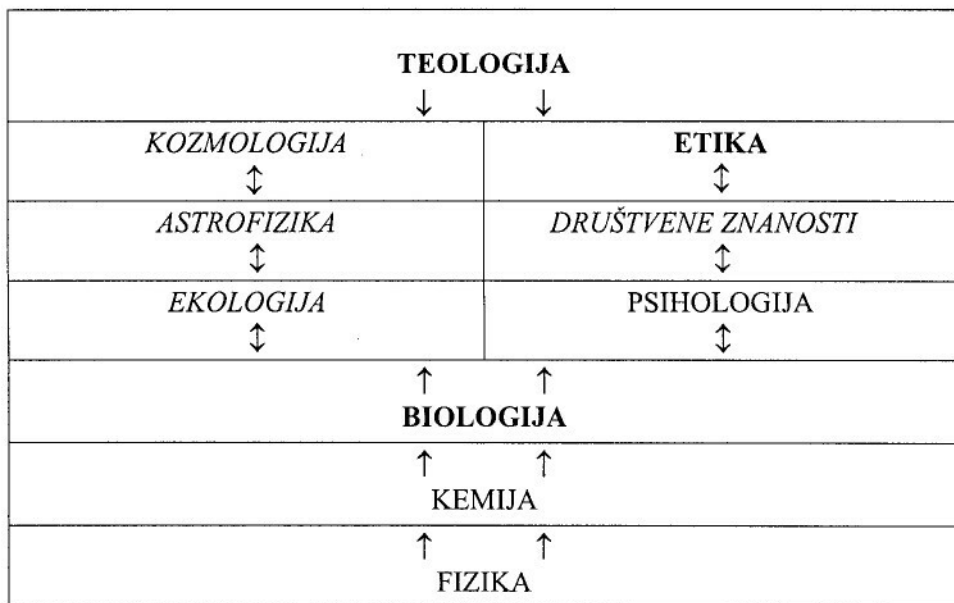 TEOLOGIJA
↓ ↓
KOZMOLOGIJA ETIKA
↕ ↕
ASTROFIZIKA DRUŠTVENE ZNANOSTI
↕ ↕
EKOLOGIJA PSIHOLOGIJA
↕ ↕
↑ ↑
BIOLOGIJA
↑ ↑
KEMIJA
↑ ↑
FIZIKA